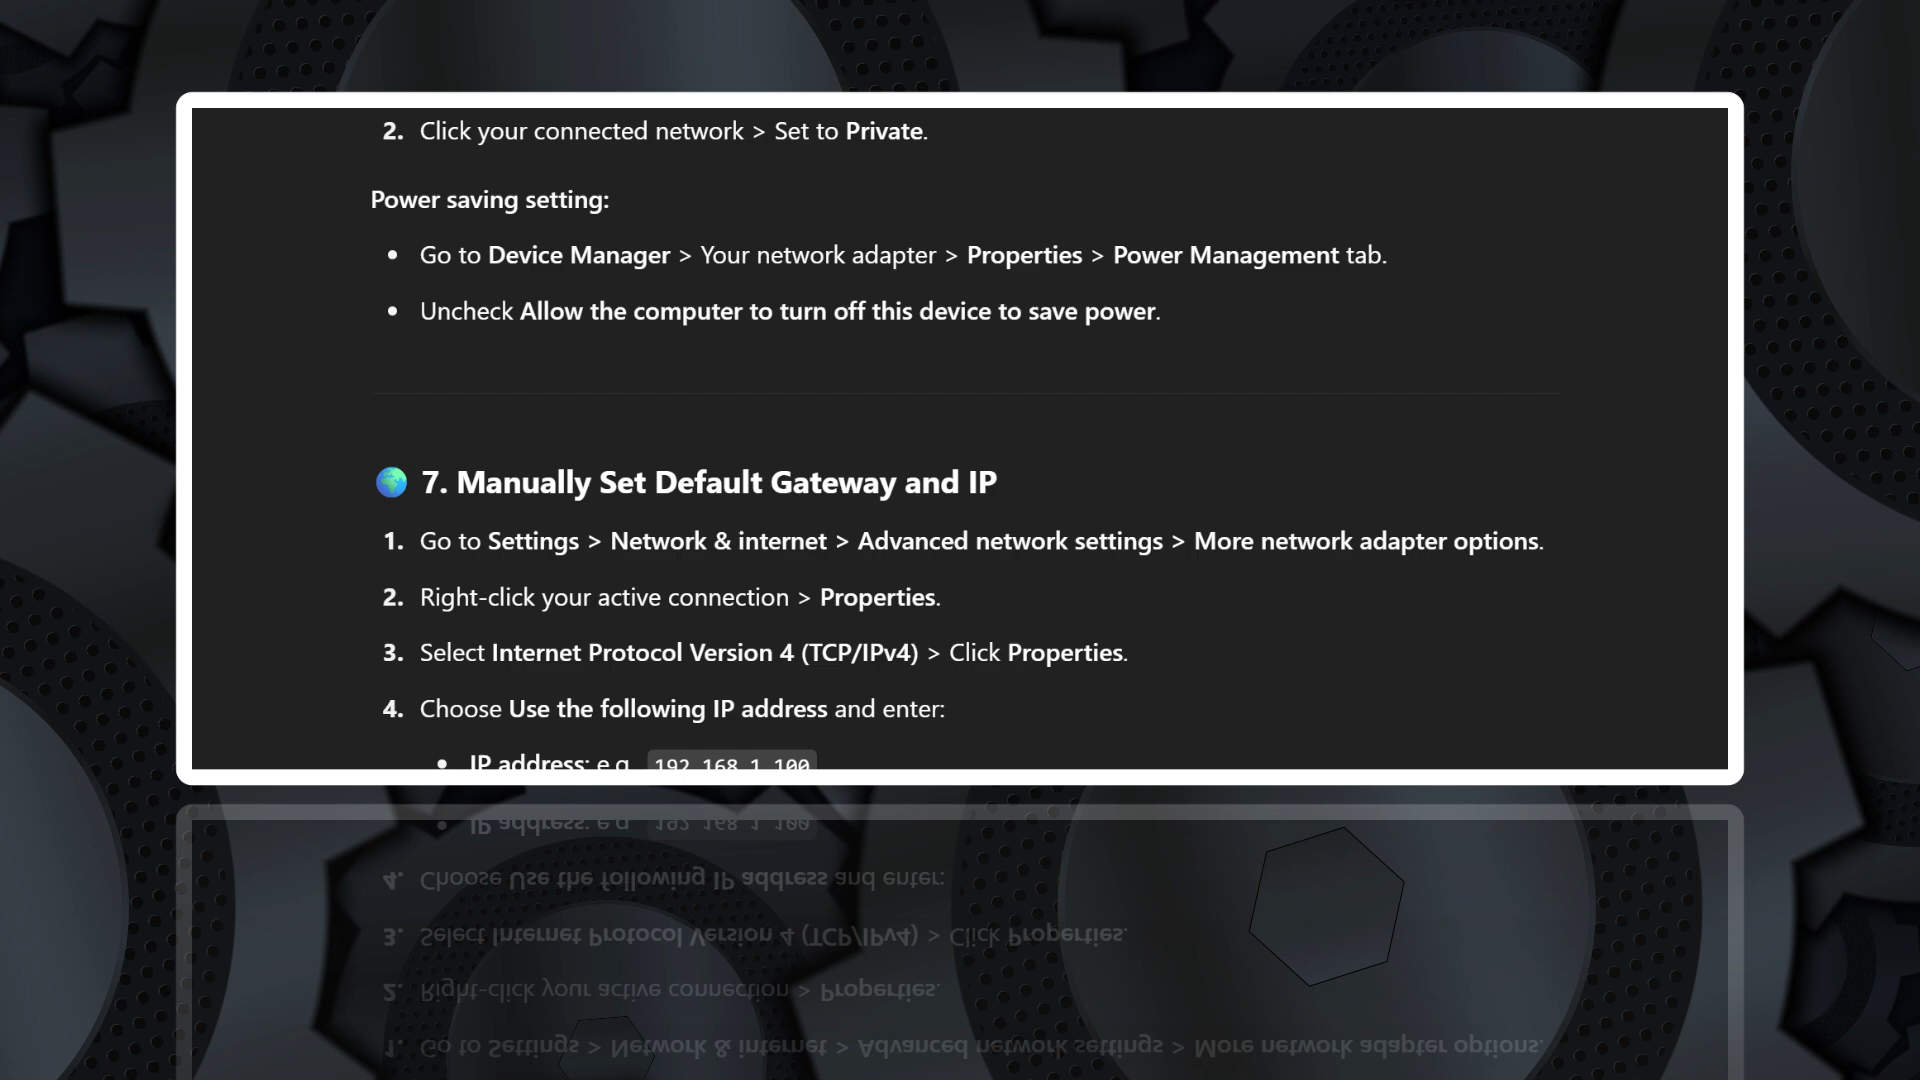 2. Click your connected network > Set to Private.
Power saving setting:
• Go to Device Manager > Your network adapter > Properties > Power Management tab.
• Uncheck Allow the computer to turn off this device to save power.
🌍 7. Manually Set Default Gateway and IP
1. Go to Settings > Network & internet > Advanced network settings > More network adapter options.
2. Right-click your active connection > Properties.
3. Select Internet Protocol Version 4 (TCP/IPv4) > Click Properties.
4. Choose Use the following IP address and enter:
• IP address: e.g. 192.168.1.100